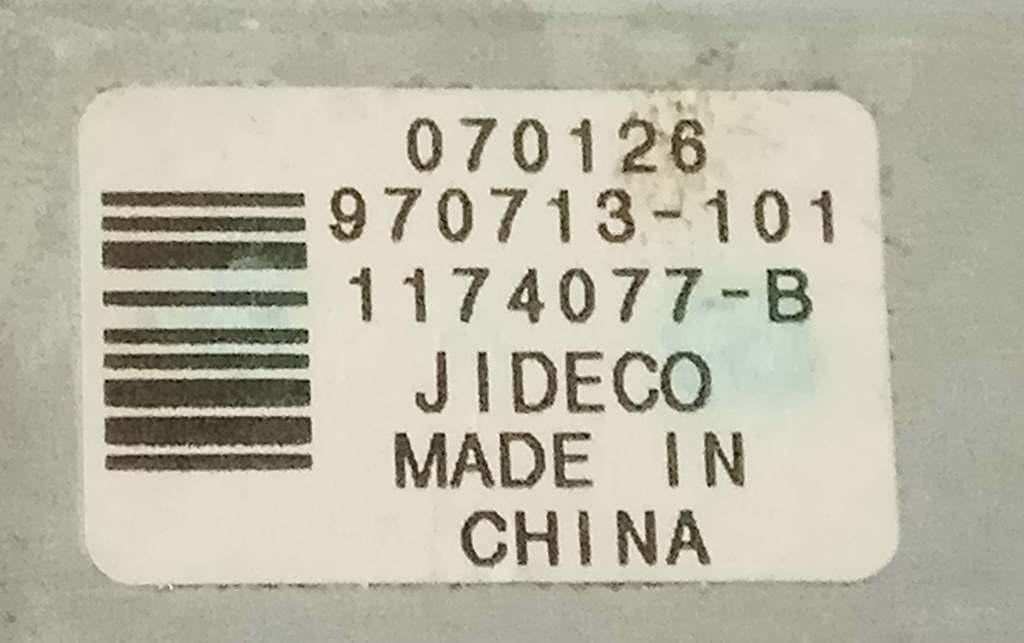 070126
970713-101
1174077-B
JIDECO
MADE IN
CHINA